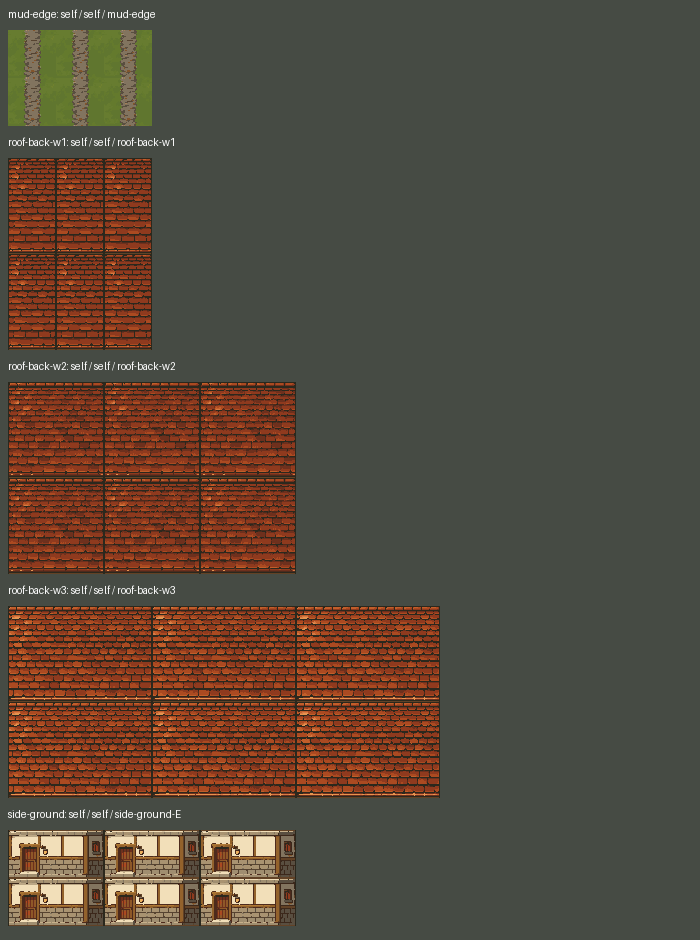 mud-edge: self/self/mud-edge
roof-back-w1: self/self/roof-back-w1
roof-back-w2: self/self/roof-back-w2
roof-back-w3: self/self/roof-back-w3
side-ground: self/self/side-ground-E